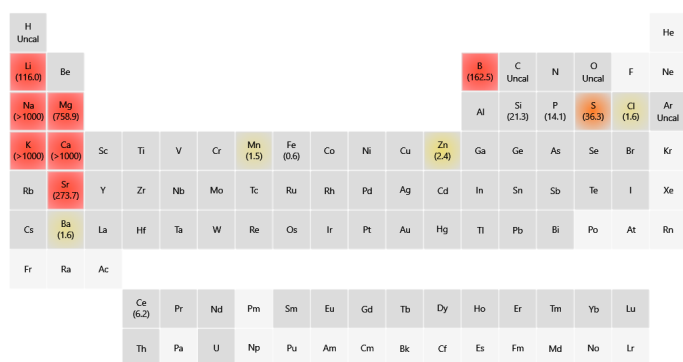 H
Uncal
He
Li
(116.0)
Be
B
(162.5)
C
Uncal
N
O
Uncal
F
Ne
Na
(>1000)
Mg
(758.9)
Al
Si
(21.3)
P
(14.1)
S
(36.3)
Cl
(1.6)
Ar
Uncal
K
(>1000)
Ca
(>1000)
Sc
Ti
V
Cr
Mn
(1.5)
Fe
(0.6)
Co
Ni
Cu
Zn
(2.4)
Ga
Ge
As
Se
Br
Kr
Rb
Sr
(273.7)
Y
Zr
Nb
Mo
Tc
Ru
Rh
Pd
Ag
Cd
In
Sn
Sb
Te
I
Xe
Cs
Ba
(1.6)
La
Hf
Ta
W
Re
Os
Ir
Pt
Au
Hg
Tl
Pb
Bi
Po
At
Rn
Fr
Ra
Ac
Ce
(6.2)
Pr
Nd
Pm
Sm
Eu
Gd
Tb
Dy
Ho
Er
Tm
Yb
Lu
Th
Pa
U
Np
Pu
Am
Cm
Bk
Cf
Es
Fm
Md
No
Lr